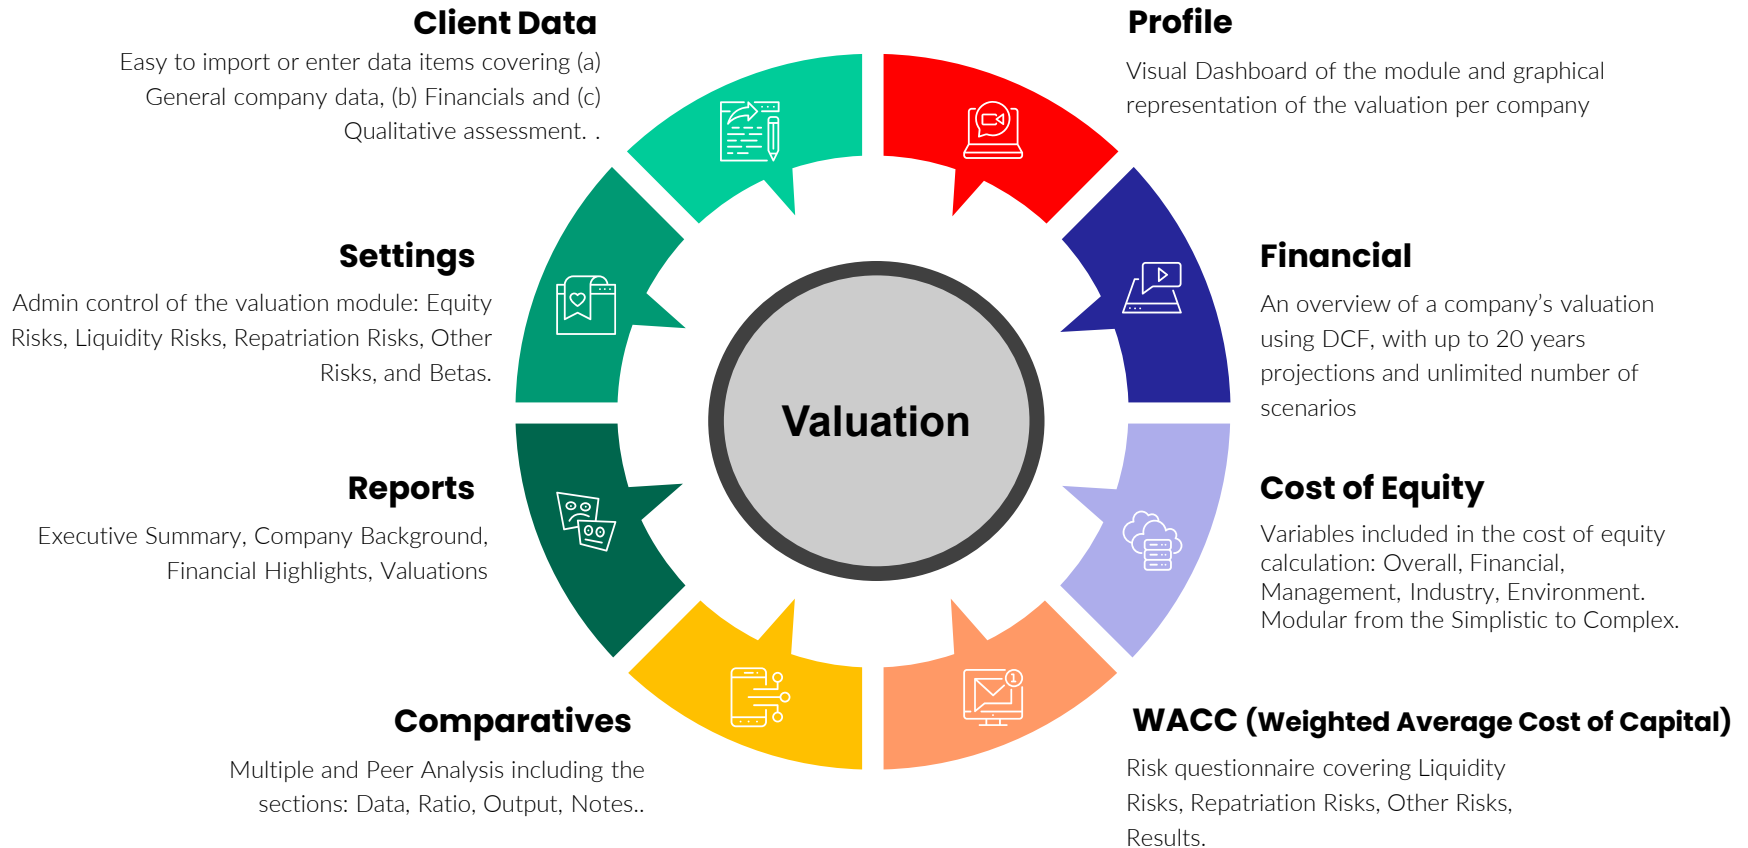 Client Data
Easy to import or enter data items covering (a)
General company data, (b) Financials and (c)
Qualitative assessment. .
Profile
Visual Dashboard of the module and graphical
representation of the valuation per company
Settings
Admin control of the valuation module: Equity
Risks, Liquidity Risks, Repatriation Risks, Other
Risks, and Betas.
Financial
An overview of a company’s valuation
using DCF, with up to 20 years
projections and unlimited number of
scenarios
Valuation
Reports
Executive Summary, Company Background,
Financial Highlights, Valuations
Cost of Equity
Variables included in the cost of equity
calculation: Overall, Financial,
Management, Industry, Environment.
Modular from the Simplistic to Complex.
Comparatives
Multiple and Peer Analysis including the
sections: Data, Ratio, Output, Notes..
1
WACC (Weighted Average Cost of Capital)
Risk questionnaire covering Liquidity
Risks, Repatriation Risks, Other Risks,
Results.